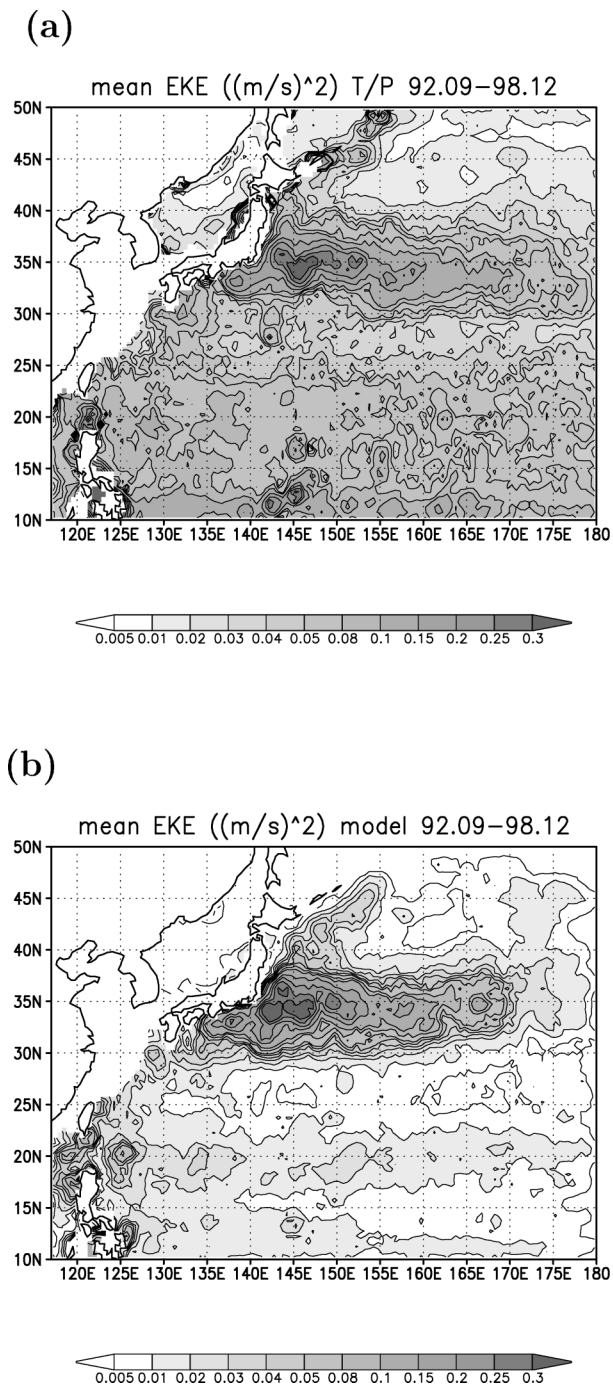 (a)
mean EKE ((m/s)^2) T/P 92.09−98.12
50N
45N
40N
35N
30N
25N
20N
15N
10N
120E 125E 130E 135E 140E 145E 150E 155E 160E 165E 170E 175E 180
0.005 0.01 0.02 0.03 0.04 0.05 0.08 0.1 0.15 0.2 0.25 0.3
(b)
mean EKE ((m/s)^2) model 92.09−98.12
50N
45N
40N
35N
30N
25N
20N
15N
10N
120E 125E 130E 135E 140E 145E 150E 155E 160E 165E 170E 175E 180
0.005 0.01 0.02 0.03 0.04 0.05 0.08 0.1 0.15 0.2 0.25 0.3